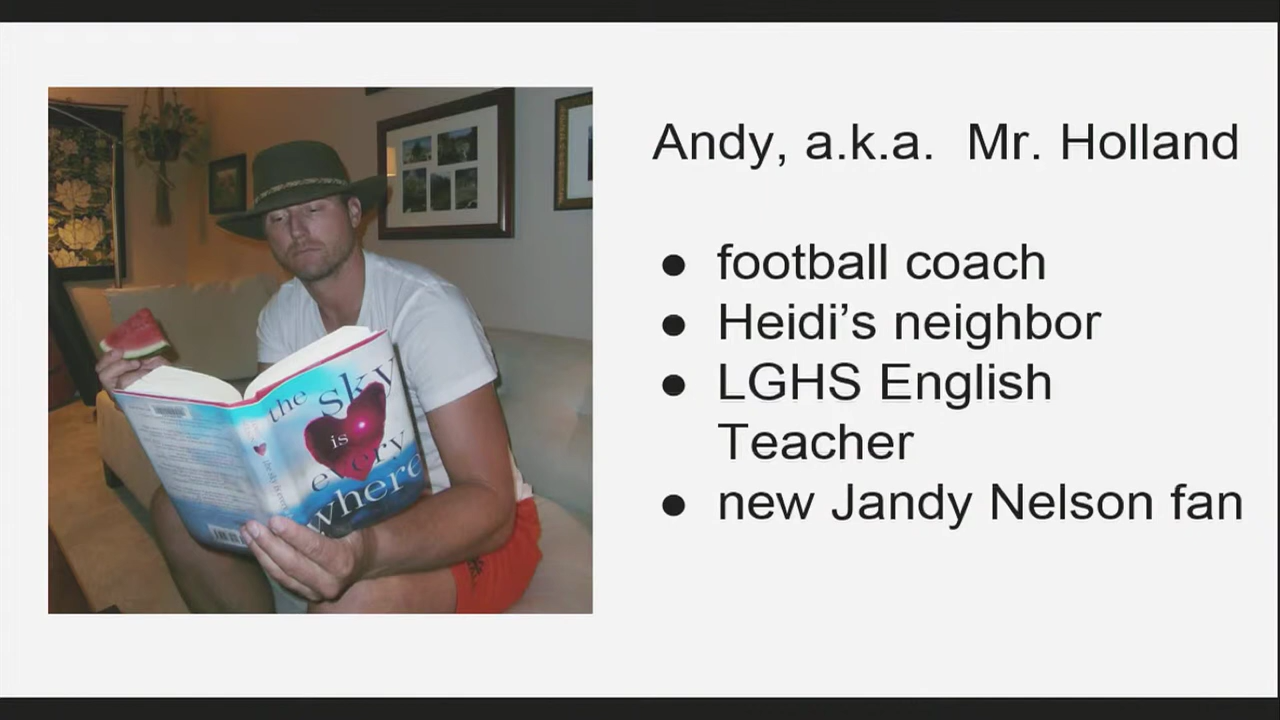 Andy, a.k.a.  Mr. Holland
● football coach
● Heidi’s neighbor
● LGHS English
Teacher
● new Jandy Nelson fan
the sky
is
every
where